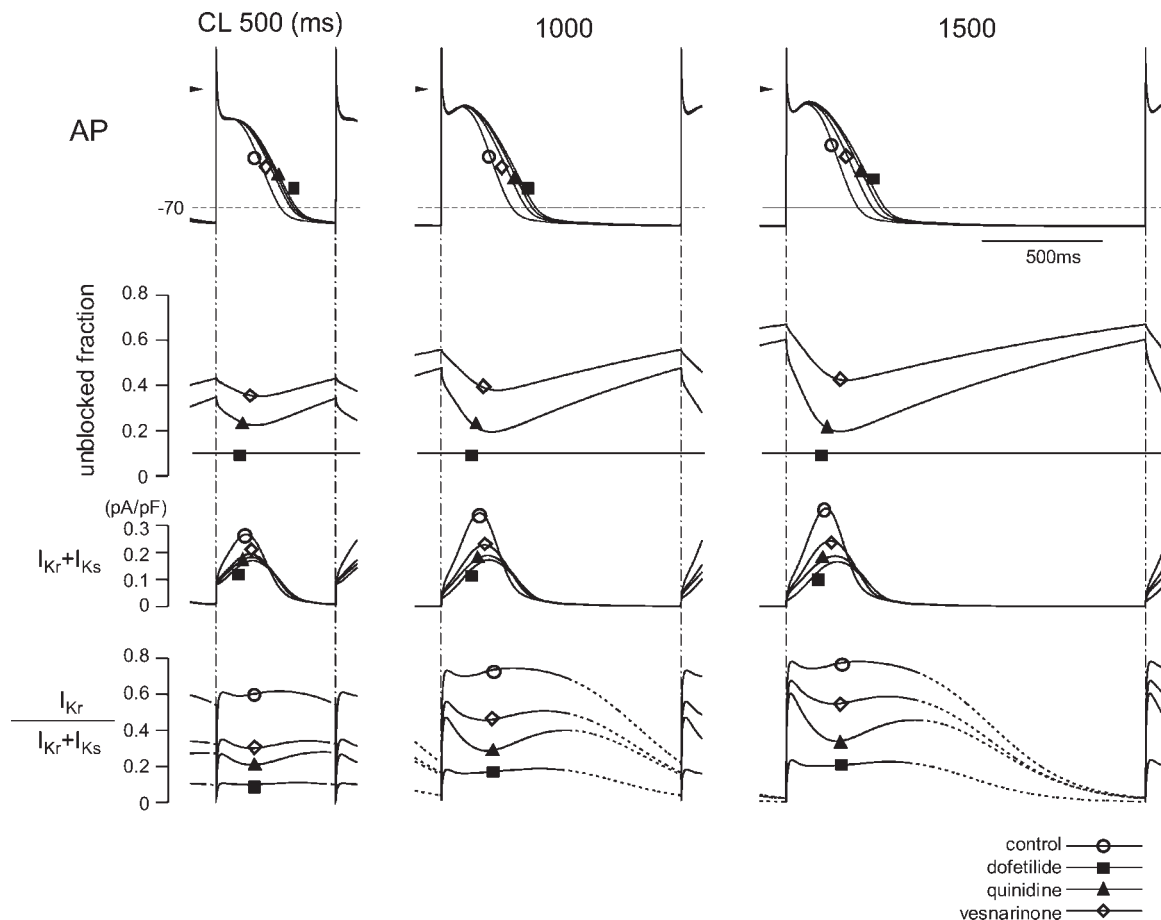 CL 500 (ms) 1000 1500
AP
-70
500ms
unblocked fraction
0.8
0.6
0.4
0.2
0
(pA/pF)
IKr+IKs
0.3
0.2
0.1
0
IKr
IKr+IKs
0.8
0.6
0.4
0.2
0
control
dofetilide
quinidine
vesnarinone